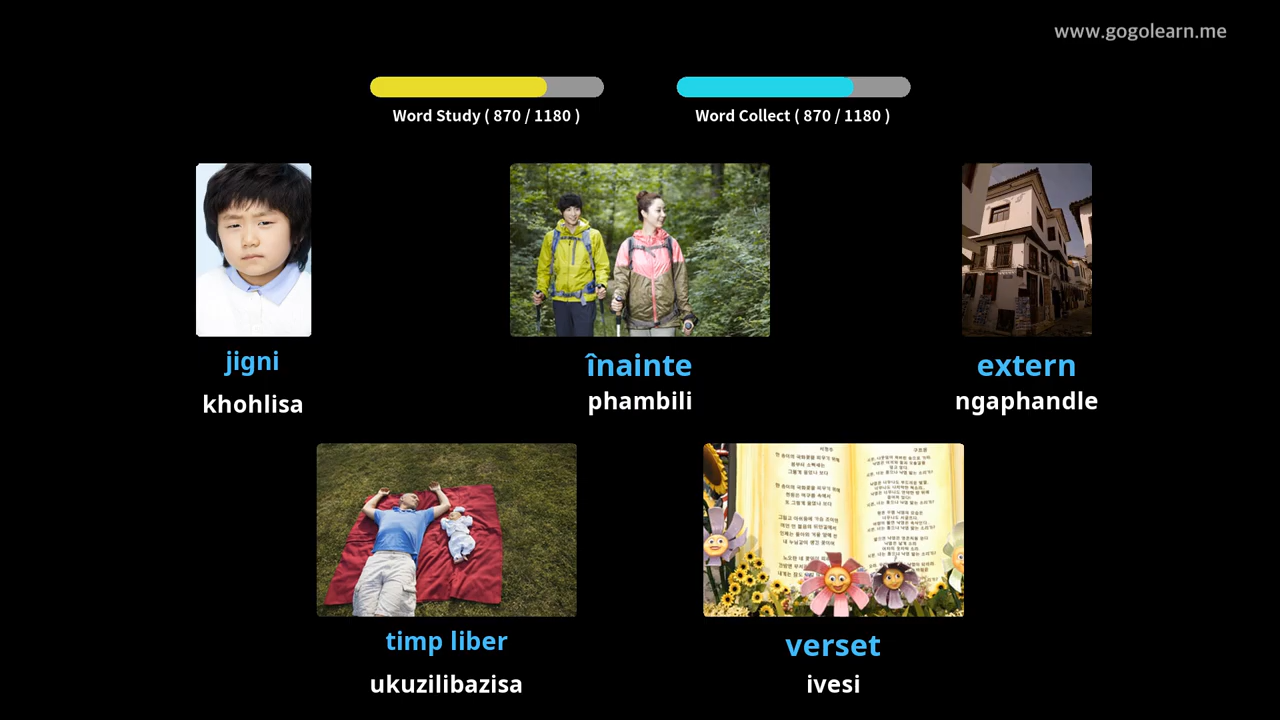 www.gogolearn.me
Word Study ( 870 / 1180 )
Word Collect ( 870 / 1180 )
jigni
khohlisa
înainte
phambili
extern
ngaphandle
timp liber
ukuzilibazisa
verset
ivesi